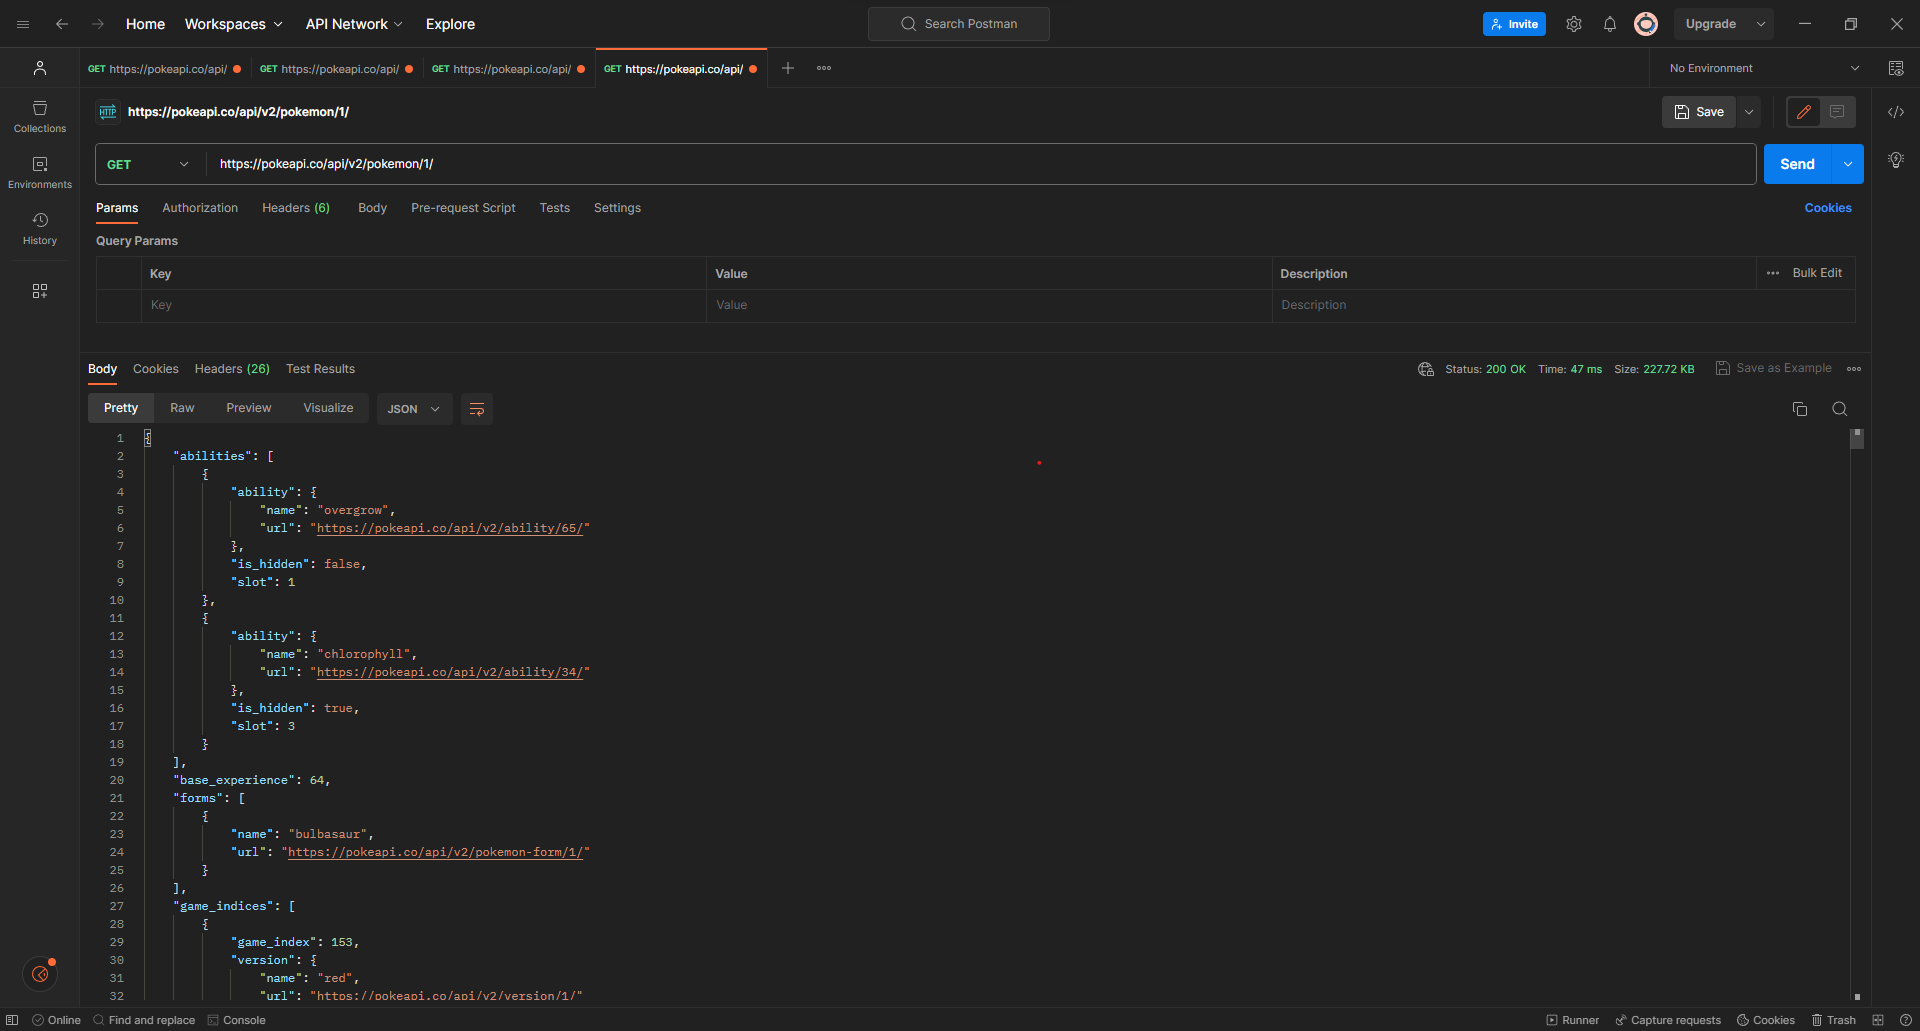 Home Workspaces API Network Explore Search Postman Invite Upgrade
GET https://pokeapi.co/api/ GET https://pokeapi.co/api/ GET https://pokeapi.co/api/ GET https://pokeapi.co/api/ No Environment
HTTP https://pokeapi.co/api/v2/pokemon/1/ Save
Collections
Environments
History
GET https://pokeapi.co/api/v2/pokemon/1/ Send
Params Authorization Headers (6) Body Pre-request Script Tests Settings Cookies
Query Params
Key Value Description Bulk Edit
Key Value Description
Body Cookies Headers (26) Test Results Status: 200 OK Time: 47 ms Size: 227.72 KB Save as Example
Pretty Raw Preview Visualize JSON
1 {
2 "abilities": [
3 {
4 "ability": {
5 "name": "overgrow",
6 "url": "https://pokeapi.co/api/v2/ability/65/"
7 },
8 "is_hidden": false,
9 "slot": 1
10 },
11 {
12 "ability": {
13 "name": "chlorophyll",
14 "url": "https://pokeapi.co/api/v2/ability/34/"
15 },
16 "is_hidden": true,
17 "slot": 3
18 }
19 ],
20 "base_experience": 64,
21 "forms": [
22 {
23 "name": "bulbasaur",
24 "url": "https://pokeapi.co/api/v2/pokemon-form/1/"
25 }
26 ],
27 "game_indices": [
28 {
29 "game_index": 153,
30 "version": {
31 "name": "red",
32 "url": "https://pokeapi.co/api/v2/version/1/"
Online Find and replace Console Runner Capture requests Cookies Trash